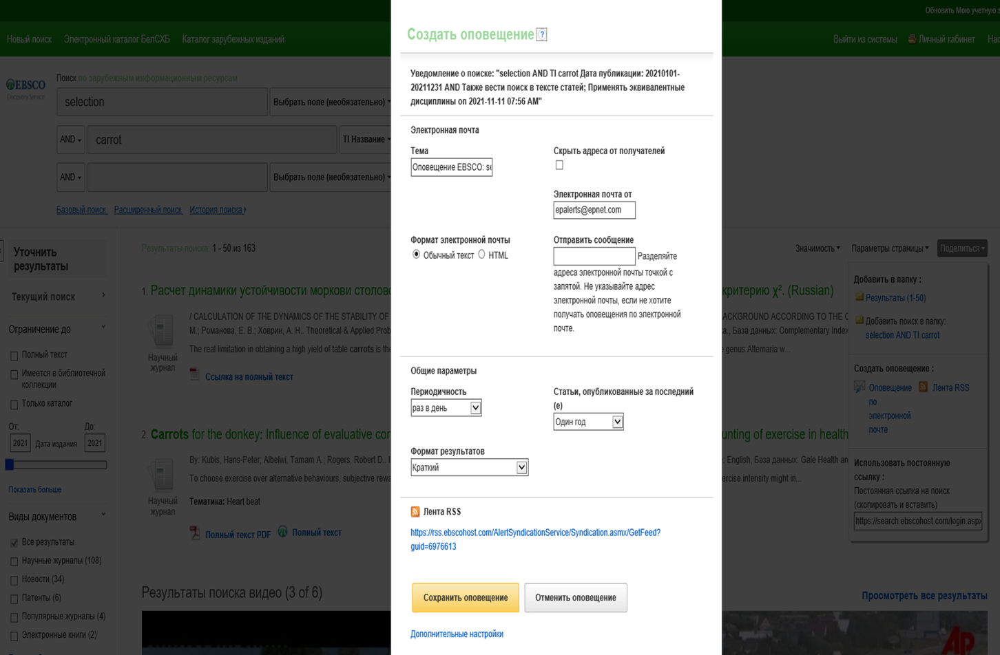 Обновить Мою учетную з
Новый поиск Электронный каталог БелСХБ Каталог зарубежных изданий
Выйти из системы Личный кабинет Нас
EBSCO
Discovery Service
Поиск по зарубежным информационным ресурсам
selection Выбрать поле (необязательно)
AND carrot TI Название
AND Выбрать поле (необязательно)
Базовый поиск Расширенный поиск История поиска
Уточнить
результаты
Текущий поиск
Ограничение до
Полный текст
Имеется в библиотечной
коллекции
Только каталог
От: До:
2021 Дата издания 2021
Показать больше
Виды документов
Все результаты
Научные журналы (108)
Новости (34)
Патенты (6)
Популярные журналы (4)
Электронные книги (2)
Результаты поиска: 1 - 50 из 163
Значимость Параметры страницы Поделиться
1. Расчет динамики устойчивости моркови столово
критерию χ². (Russian)
/ CALCULATION OF THE DYNAMICS OF THE STABILITY OF
ACKGROUND ACCORDING TO THE C
М.; Романова, Е. В.; Ховрин, А. Н.. Theoretical & Applied Prob
а., База данных: Complementary Index
The real limitation in obtaining a high yield of table carrots is the
e genus Alternaria w...
Научный
журнал
Ссылка на полный текст
2. Carrots for the donkey: Influence of evaluative con
unting of exercise in health
By: Kubis, Hans-Peter; Albelwi, Tamam A.; Rogers, Robert D..
: English, База данных: Gale Health an
To choose exercise over alternative behaviours, subjective rewa
ercise intensity might in...
Научный
журнал
Тематика: Heart beat
Полный текст PDF Полный текст
Результаты поиска видео (3 of 6)
Просмотреть все результаты
AP
Добавить в папку :
Результаты (1-50)
Добавить поиск в папку:
selection AND TI carrot
Создать оповещение :
Оповещение
по
электронной
почте
Лента RSS
Использовать постоянную
ссылку :
Постоянная ссылка на поиск
(скопировать и вставить)
https://search.ebscohost.com/login.aspx
Создать оповещение ?
Уведомление о поиске: "selection AND TI carrot Дата публикации: 20210101-
20211231 AND Также вести поиск в тексте статей; Применять эквивалентные
дисциплины on 2021-11-11 07:56 AM"
Электронная почта
Тема
Оповещение EBSCO: se
Скрыть адреса от получателей
Электронная почта от
epalerts@epnet.com
Формат электронной почты
Обычный текст HTML
Отправить сообщение
Разделяйте
адреса электронной почты точкой с
запятой. Не указывайте адрес
электронной почты, если не хотите
получать оповещения по электронной
почте.
Общие параметры
Периодичность
раз в день
Статьи, опубликованные за последний
(е)
Один год
Формат результатов
Краткий
Лента RSS
https://rss.ebscohost.com/AlertSyndicationService/Syndication.asmx/GetFeed?
guid=6976613
Сохранить оповещение Отменить оповещение
Дополнительные настройки